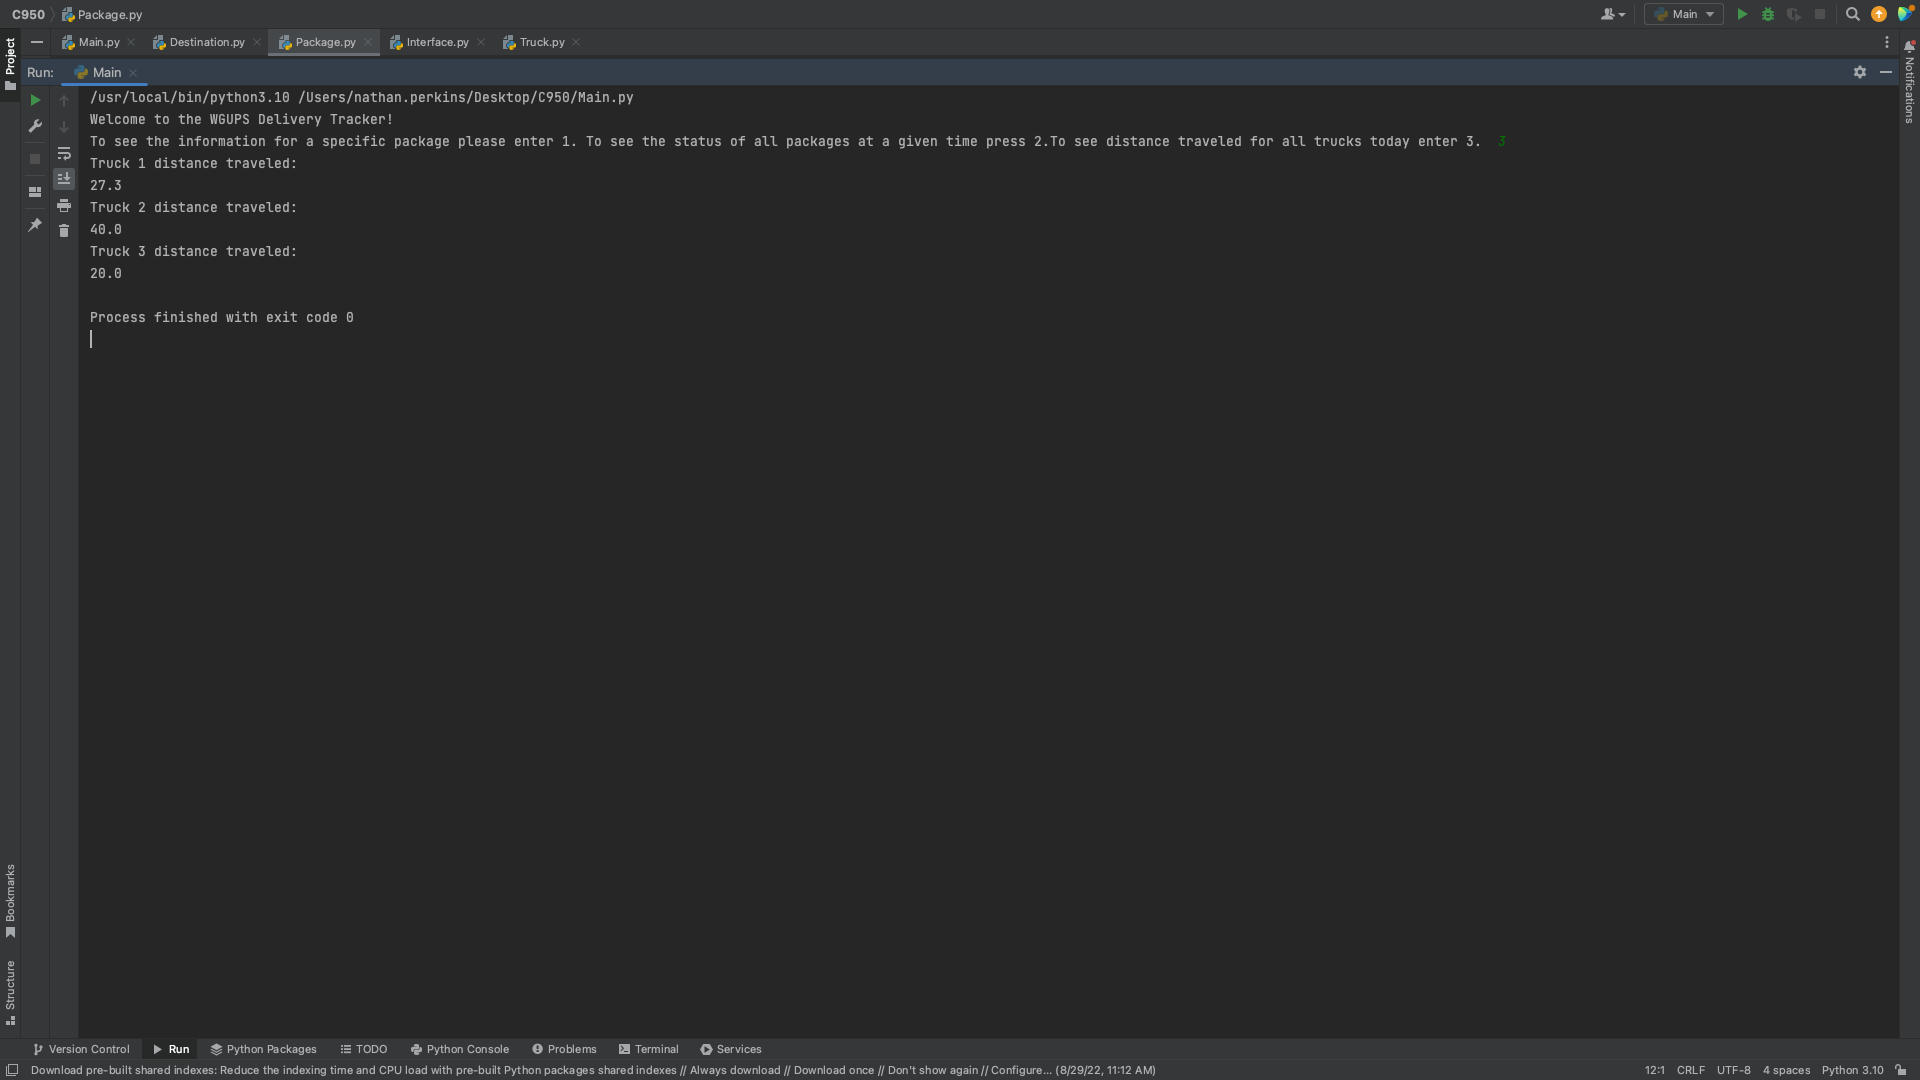 C950 Package.py Main
Main.py Destination.py Package.py Interface.py Truck.py
Project
Run: Main
Notifications
/usr/local/bin/python3.10 /Users/nathan.perkins/Desktop/C950/Main.py
Welcome to the WGUPS Delivery Tracker!
To see the information for a specific package please enter 1. To see the status of all packages at a given time press 2.To see distance traveled for all trucks today enter 3.  3
Truck 1 distance traveled:
27.3
Truck 2 distance traveled:
40.0
Truck 3 distance traveled:
20.0
Process finished with exit code 0
Bookmarks
Structure
Version Control Run Python Packages TODO Python Console Problems Terminal Services
Download pre-built shared indexes: Reduce the indexing time and CPU load with pre-built Python packages shared indexes // Always download // Download once // Don't show again // Configure... (8/29/22, 11:12 AM) 12:1 CRLF UTF-8 4 spaces Python 3.10